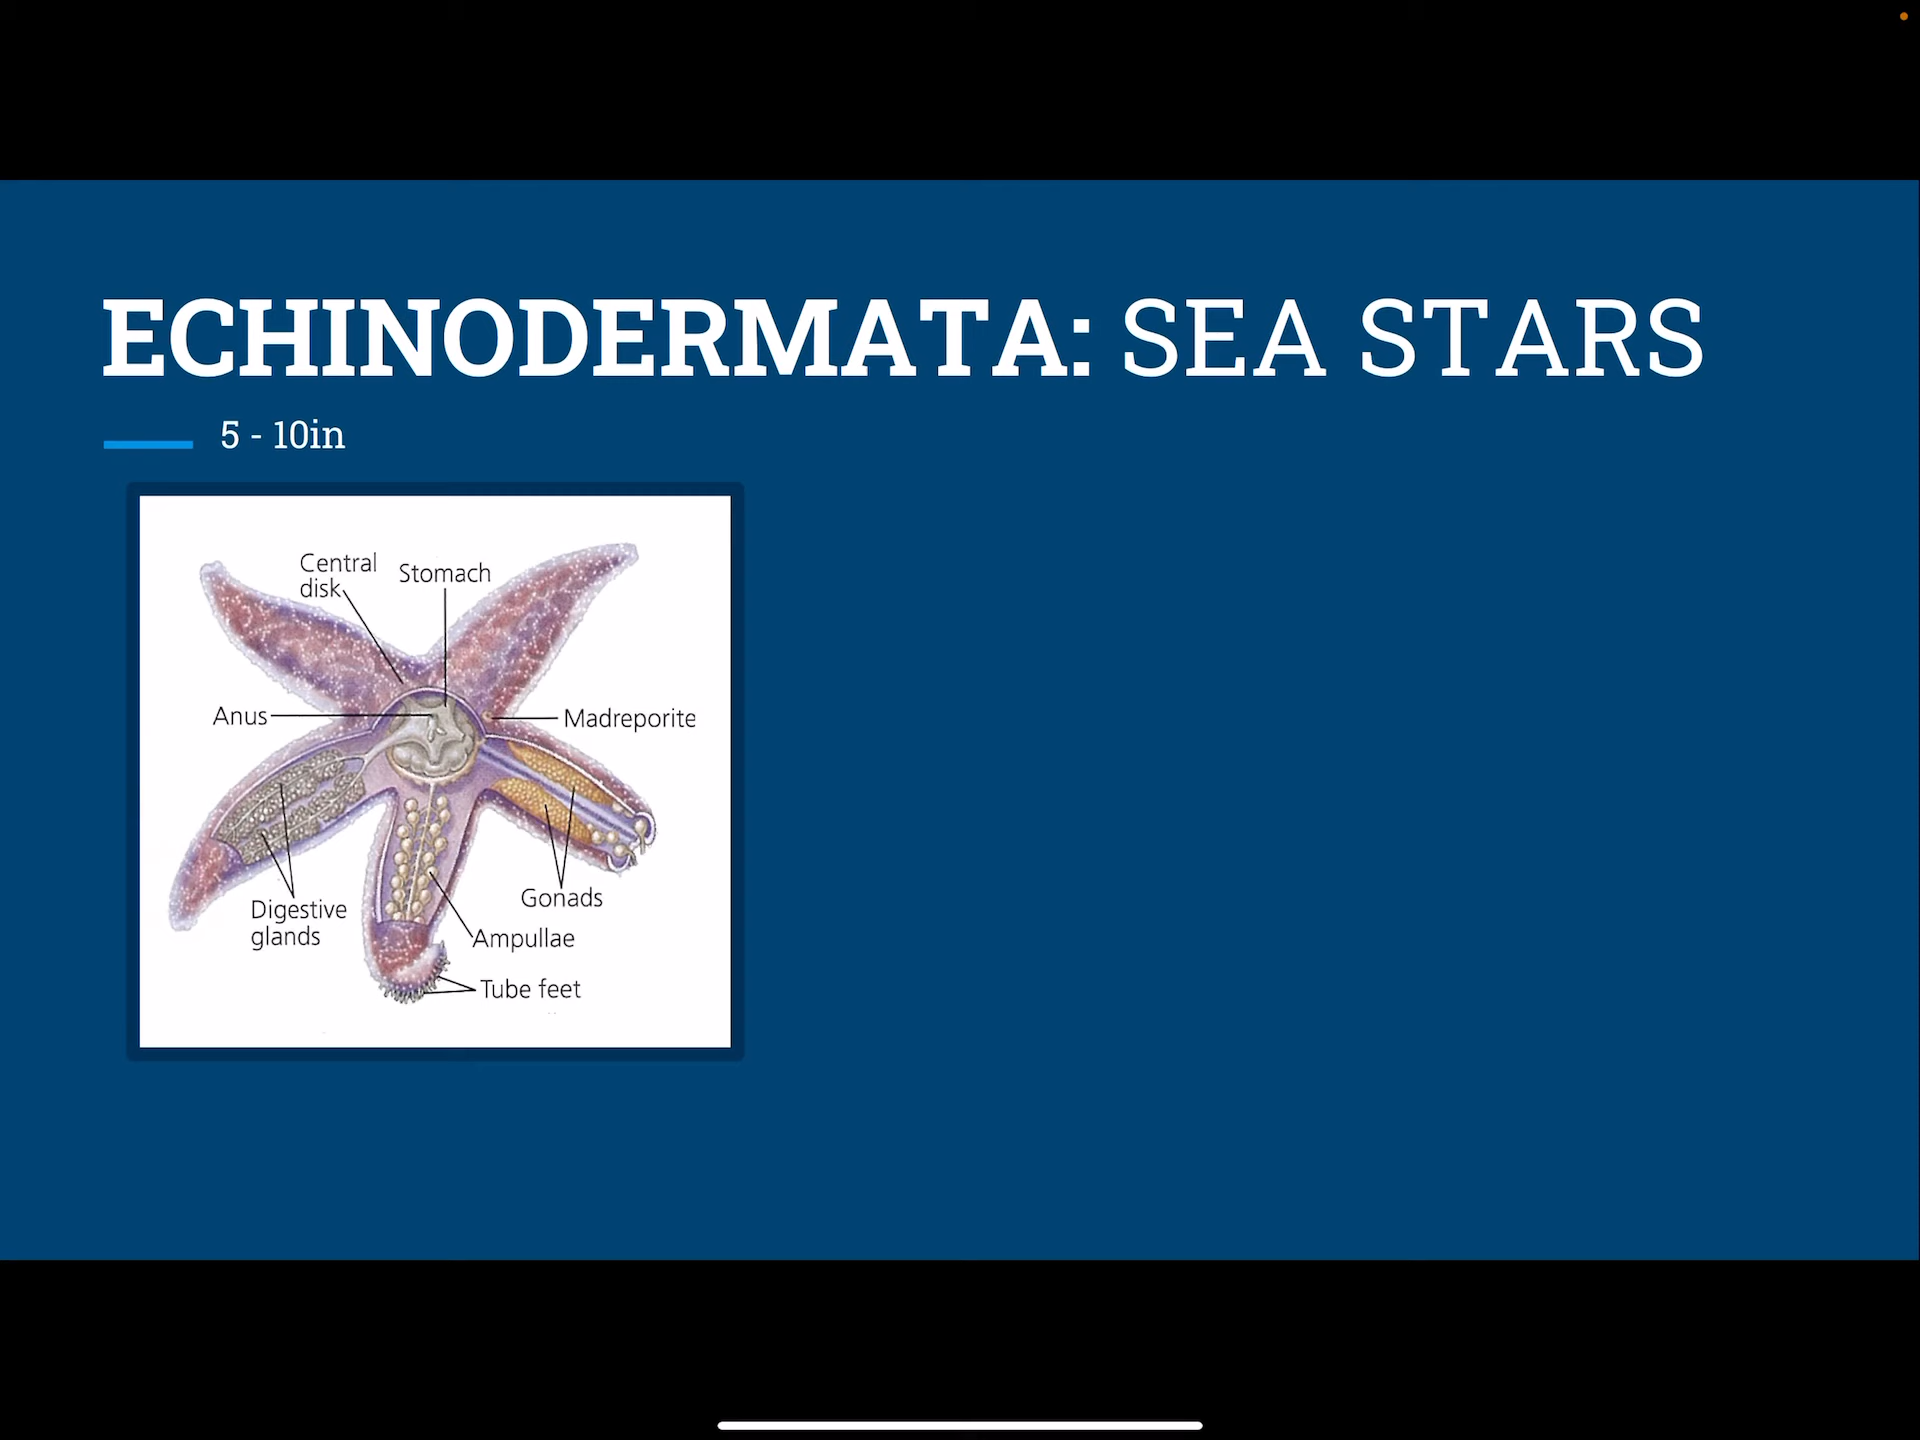 ECHINODERMATA: SEA STARS
5 - 10in
Central
disk
Stomach
Anus
Madreporite
Digestive
glands
Gonads
Ampullae
Tube feet